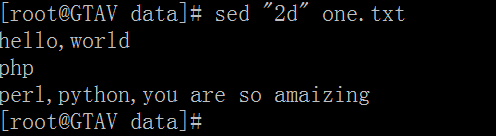 [root@GTAV data]# sed "2d" one.txt
hello,world
php
perl,python,you are so amaizing
[root@GTAV data]#